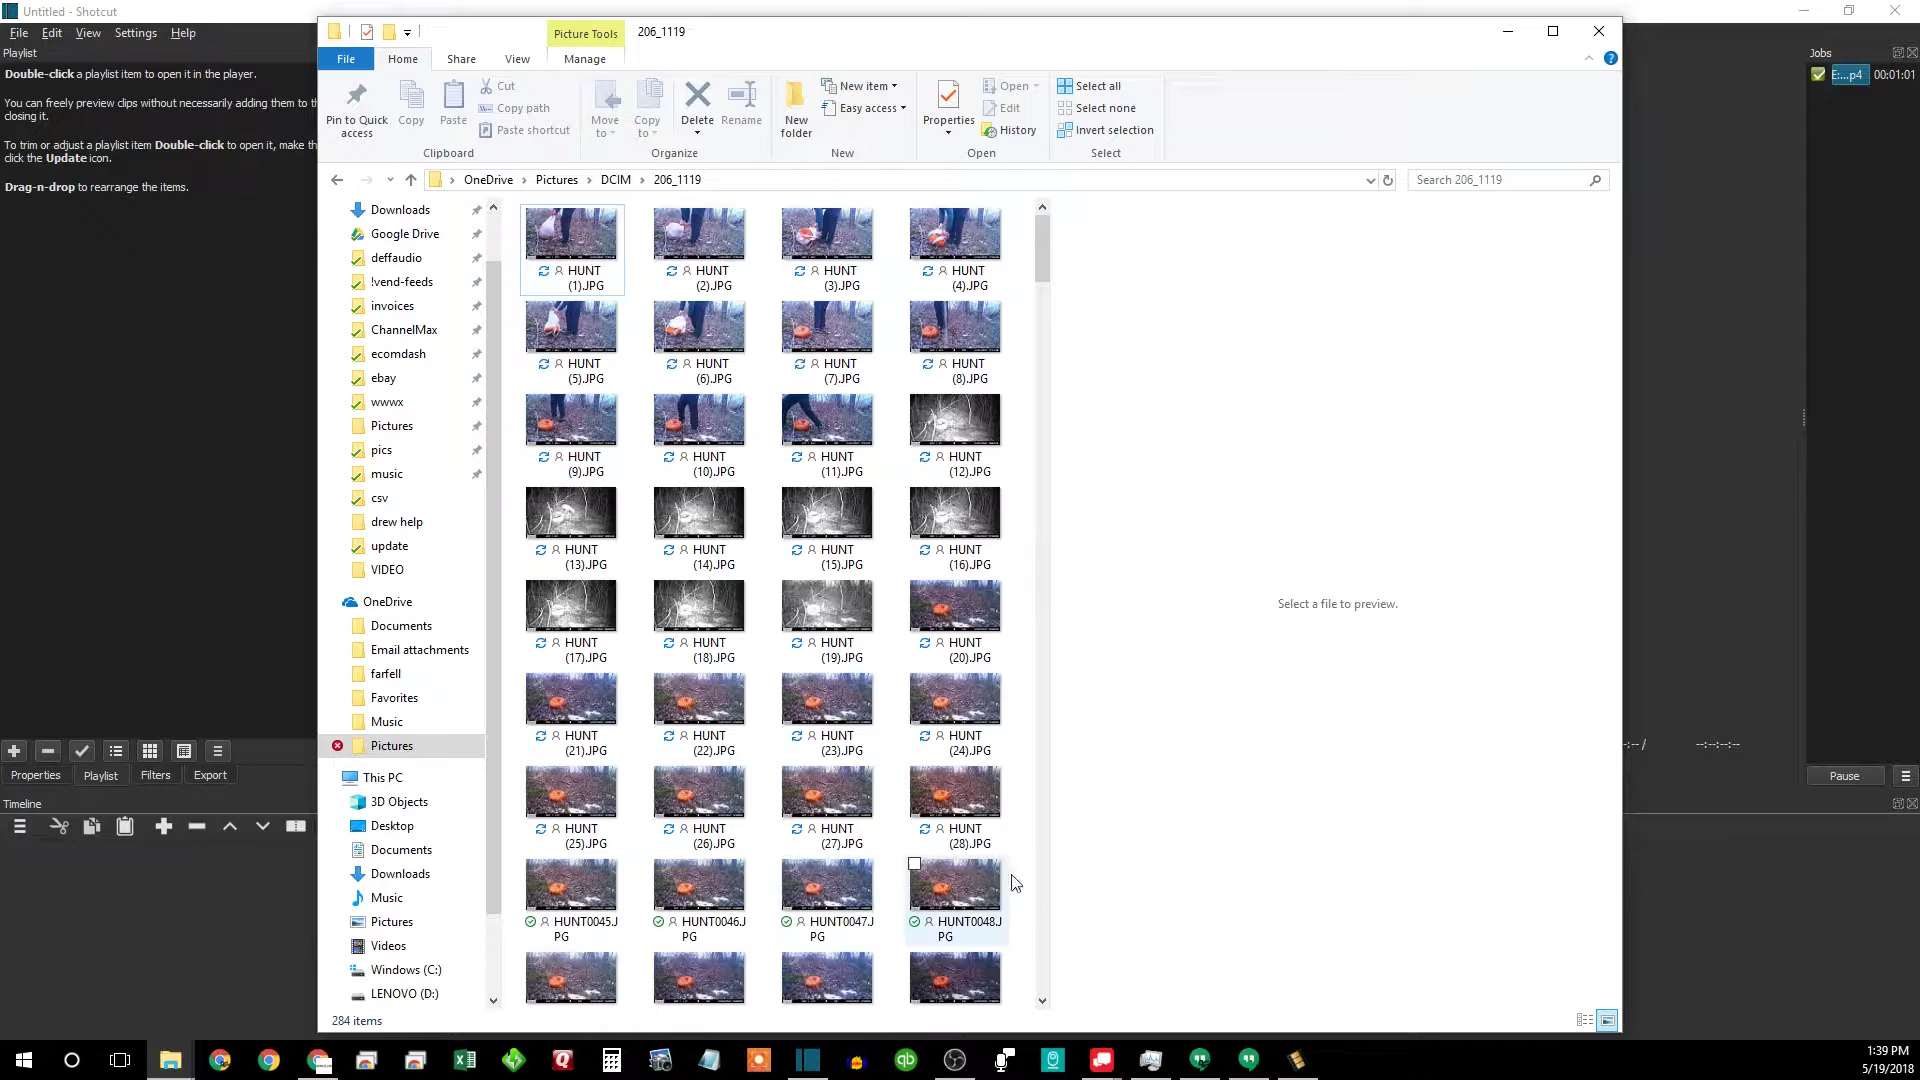 Untitled - Shotcut
File Edit View Settings Help
Playlist
Double-click a playlist item to open it in the player.
You can freely preview clips without necessarily adding them to th
closing it.
To trim or adjust a playlist item Double-click to open it, make th
click the Update icon.
Drag-n-drop to rearrange the items.
Properties Playlist Filters Export
Timeline
Picture Tools 206_1119
File Home Share View Manage
Pin to Quick access
Copy
Paste
Cut
Copy path
Paste shortcut
Clipboard
Move to
Copy to
Delete
Rename
Organize
New folder
New item
Easy access
New
Properties
Open
Edit
History
Open
Select all
Select none
Invert selection
Select
OneDrive › Pictures › DCIM › 206_1119
Search 206_1119
Downloads
Google Drive
deffaudio
!vend-feeds
invoices
ChannelMax
ecomdash
ebay
wwwx
Pictures
pics
music
csv
drew help
update
VIDEO
OneDrive
Documents
Email attachments
farfell
Favorites
Music
Pictures
This PC
3D Objects
Desktop
Documents
Downloads
Music
Pictures
Videos
Windows (C:)
LENOVO (D:)
HUNT (1).JPG
HUNT (2).JPG
HUNT (3).JPG
HUNT (4).JPG
HUNT (5).JPG
HUNT (6).JPG
HUNT (7).JPG
HUNT (8).JPG
HUNT (9).JPG
HUNT (10).JPG
HUNT (11).JPG
HUNT (12).JPG
HUNT (13).JPG
HUNT (14).JPG
HUNT (15).JPG
HUNT (16).JPG
HUNT (17).JPG
HUNT (18).JPG
HUNT (19).JPG
HUNT (20).JPG
HUNT (21).JPG
HUNT (22).JPG
HUNT (23).JPG
HUNT (24).JPG
HUNT (25).JPG
HUNT (26).JPG
HUNT (27).JPG
HUNT (28).JPG
HUNT0045.JPG
HUNT0046.JPG
HUNT0047.JPG
HUNT0048.JPG
Select a file to preview.
284 items
Jobs
E:...p4 00:01:01
--:-- / --:--:--:--
Pause
1:39 PM
5/19/2018